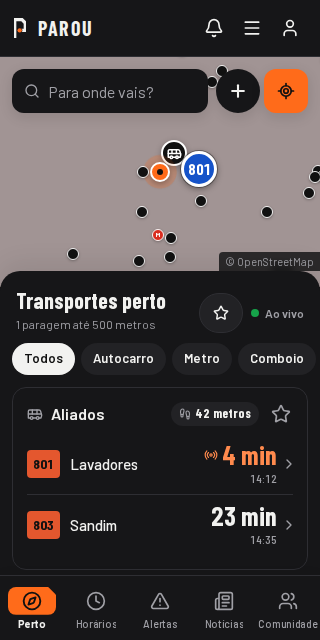 PAROU
Para onde vais?
801
M
© OpenStreetMap
Transportes perto
1 paragem até 500 metros
Ao vivo
Todos
Autocarro
Metro
Comboio
Aliados
42 metros
801
Lavadores
4 min
14:12
803
Sandim
23 min
14:35
Perto
Horários
Alertas
Notícias
Comunidade